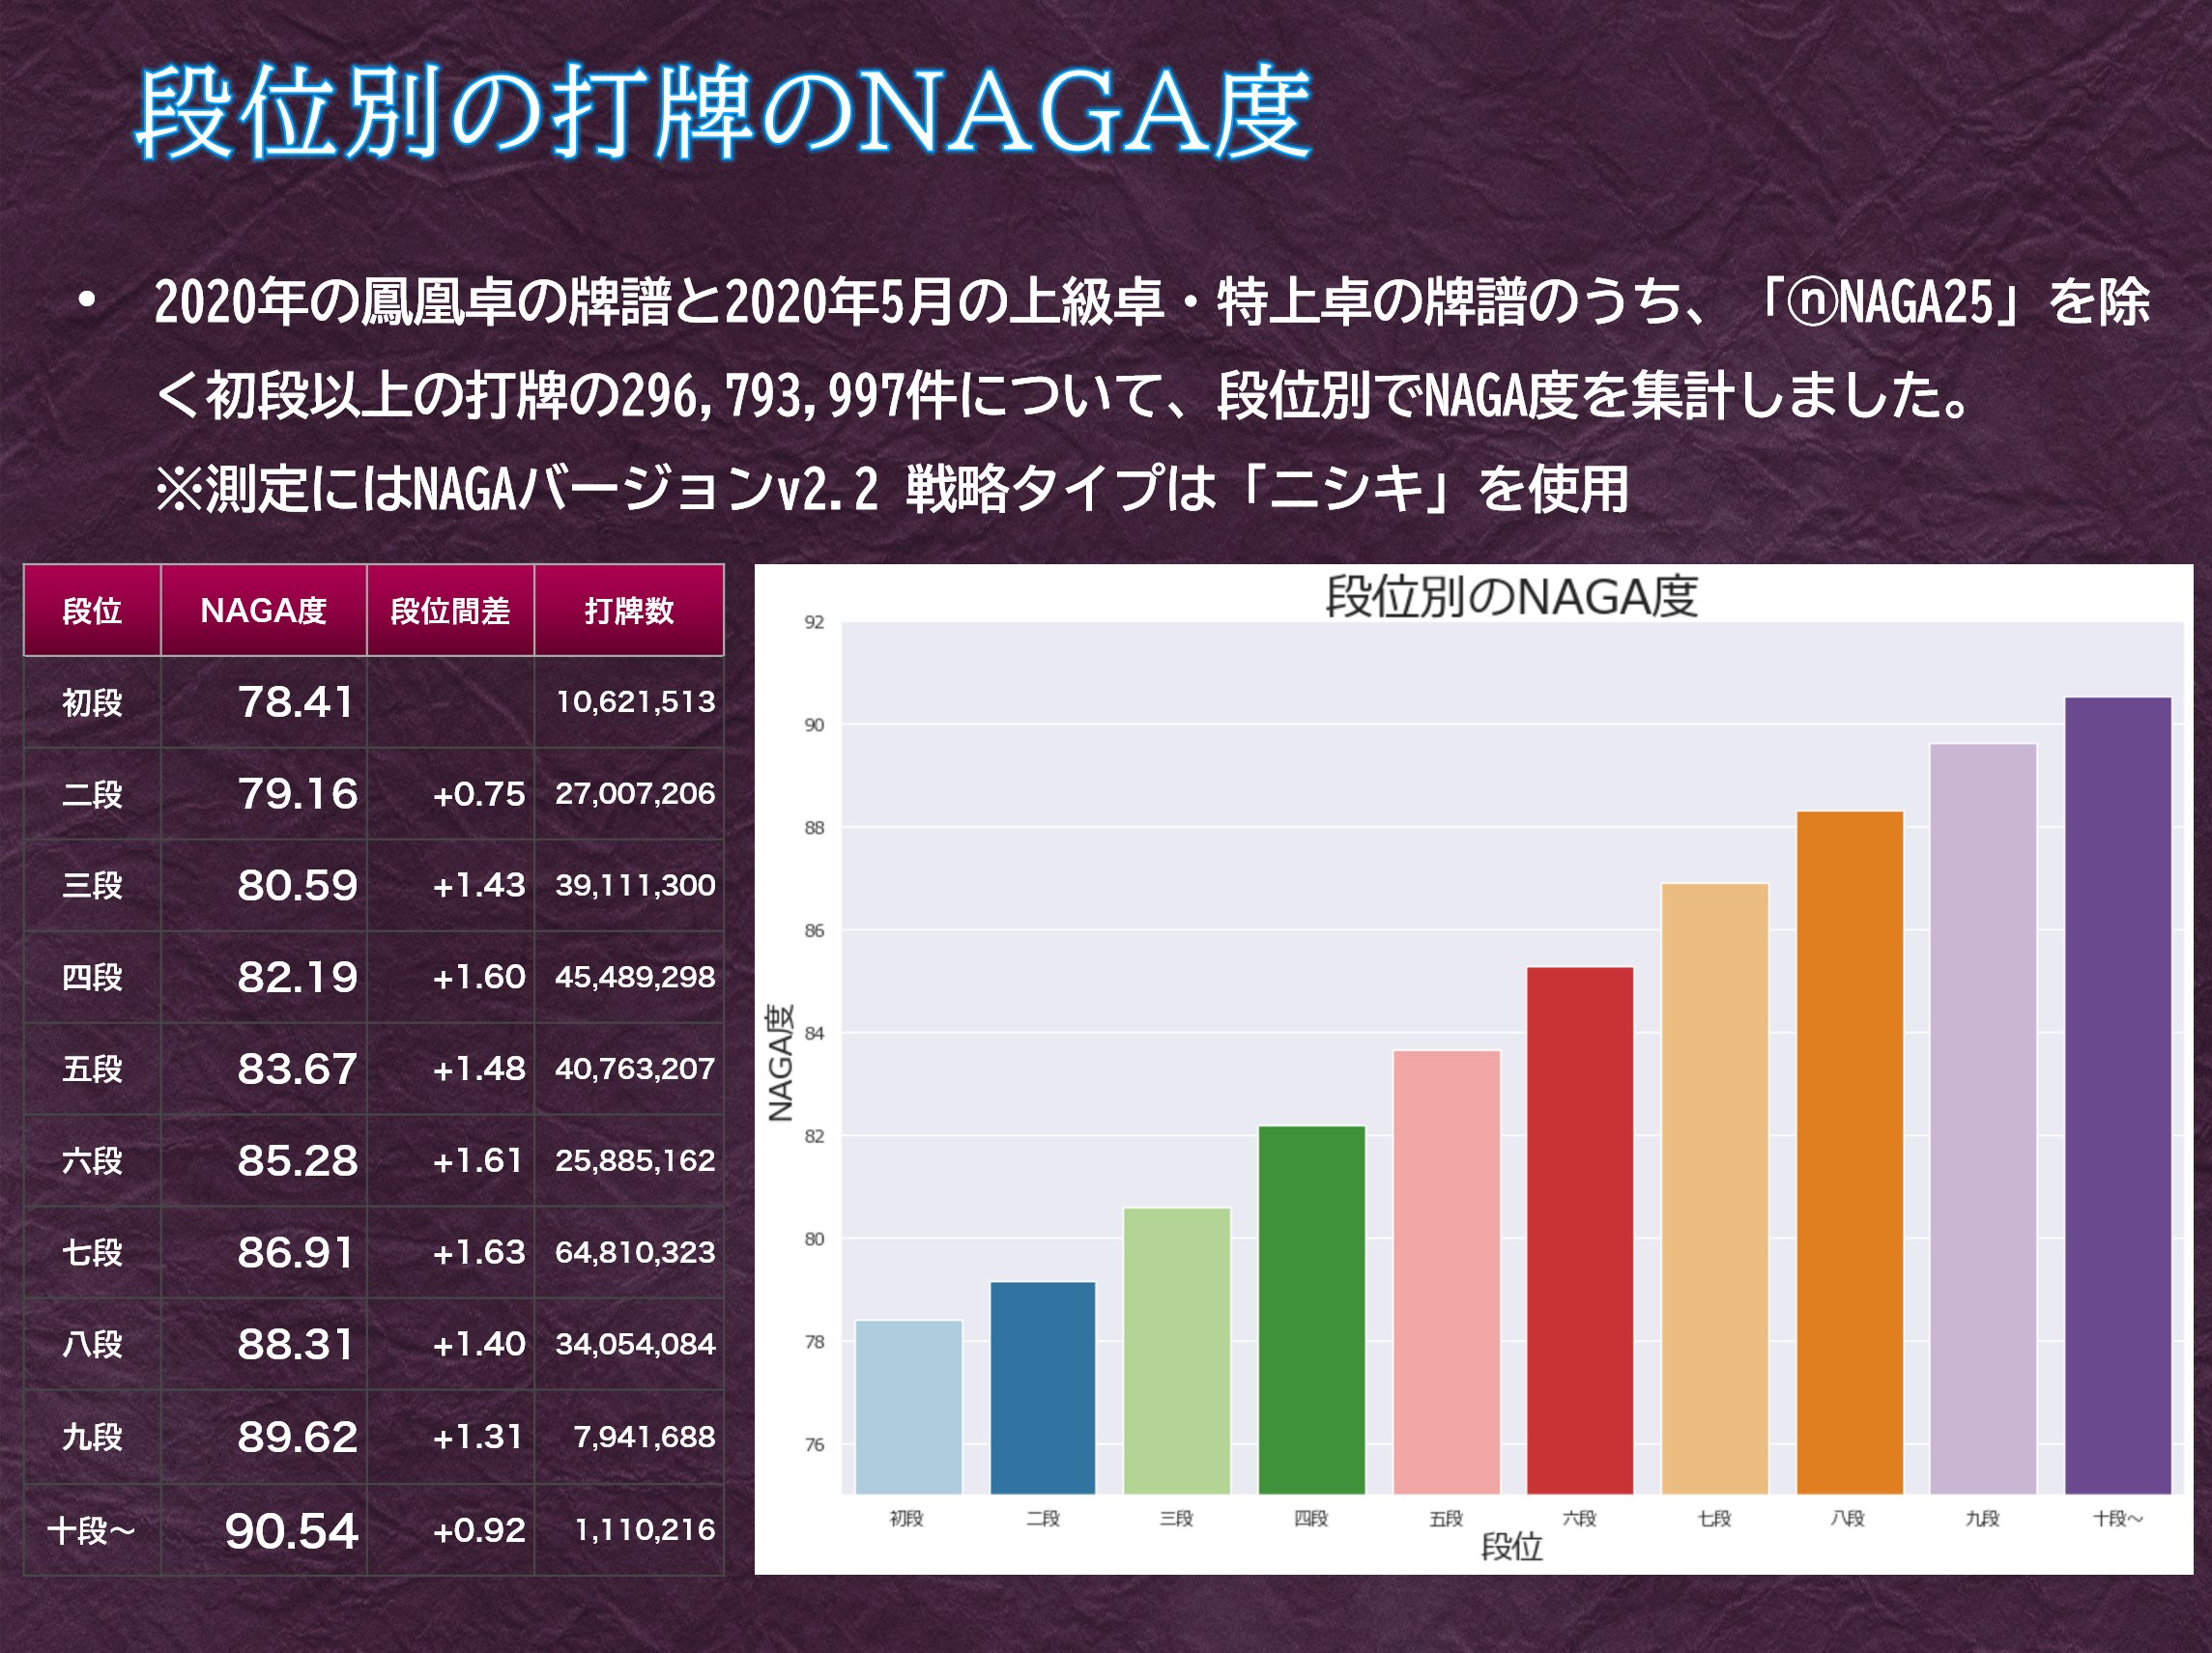 段位別の打牌のNAGA度
• 2020年の鳳凰卓の牌譜と2020年5月の上級卓・特上卓の牌譜のうち、「ⓝNAGA25」を除
く初段以上の打牌の296,793,997件について、段位別でNAGA度を集計しました。
※測定にはNAGAバージョンv2.2 戦略タイプは「ニシキ」を使用
段位 NAGA度 段位間差 打牌数
初段 78.41 10,621,513
二段 79.16 +0.75 27,007,206
三段 80.59 +1.43 39,111,300
四段 82.19 +1.60 45,489,298
五段 83.67 +1.48 40,763,207
六段 85.28 +1.61 25,885,162
七段 86.91 +1.63 64,810,323
八段 88.31 +1.40 34,054,084
九段 89.62 +1.31 7,941,688
十段～ 90.54 +0.92 1,110,216
段位別のNAGA度
92
90
88
86
84
82
80
78
76
NAGA度
初段 二段 三段 四段 五段 六段 七段 八段 九段 十段～
段位